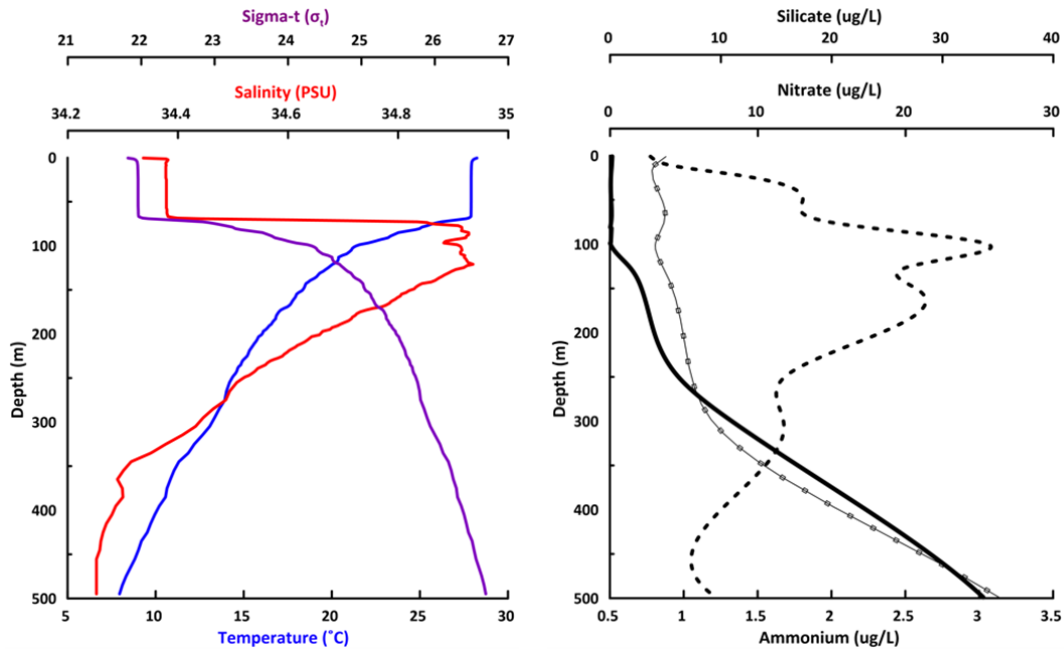 Sigma-t (σt)
21 22 23 24 25 26 27
Salinity (PSU)
34.2 34.4 34.6 34.8 35
0
100
200
300
400
500
Depth (m)
5 10 15 20 25 30
Temperature (˚C)
Silicate (ug/L)
0 10 20 30 40
Nitrate (ug/L)
0 10 20 30
0
100
200
300
400
500
Depth (m)
0.5 1 1.5 2 2.5 3 3.5
Ammonium (ug/L)